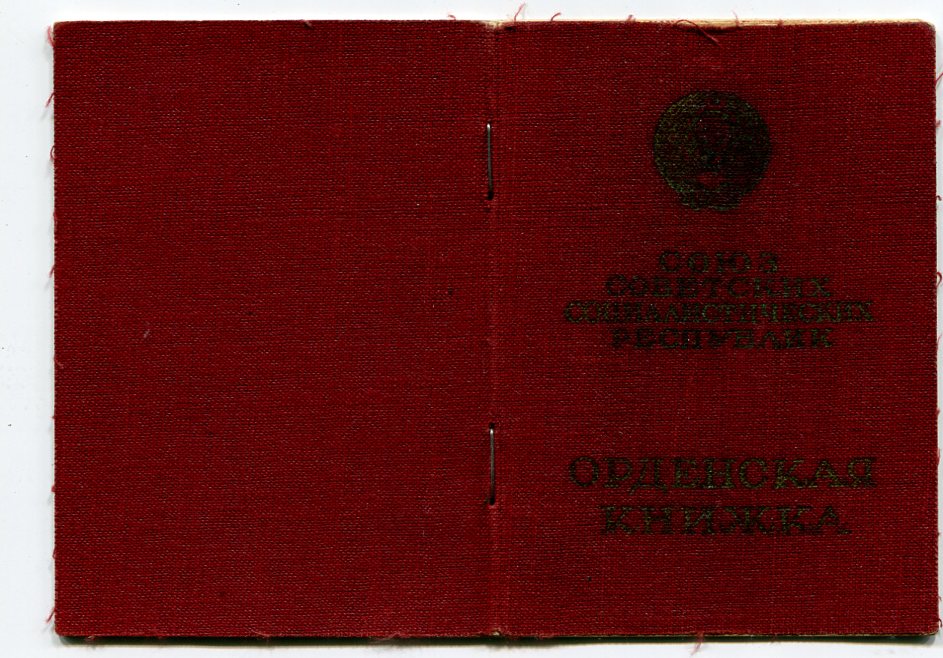 СОЮЗ
СОВЕТСКИХ
СОЦИАЛИСТИЧЕСКИХ
РЕСПУБЛИК
ОРДЕНСКАЯ
КНИЖКА